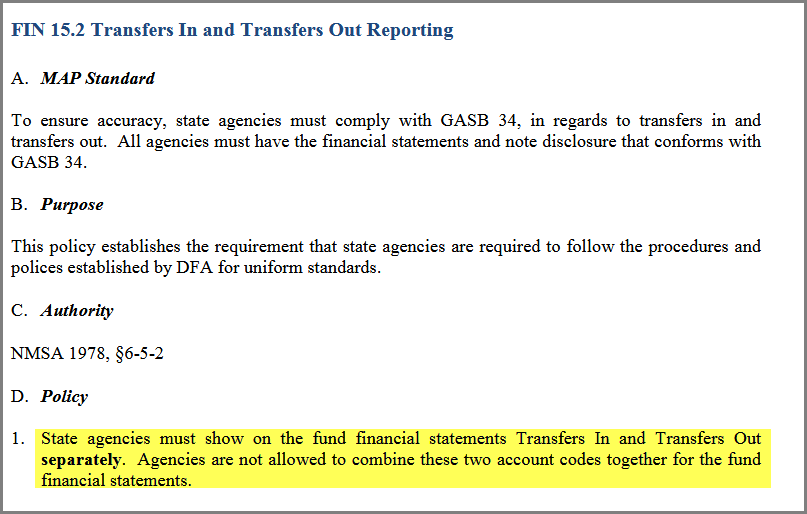 FIN 15.2 Transfers In and Transfers Out Reporting
A. MAP Standard
To ensure accuracy, state agencies must comply with GASB 34, in regards to transfers in and
transfers out. All agencies must have the financial statements and note disclosure that conforms with
GASB 34.
B. Purpose
This policy establishes the requirement that state agencies are required to follow the procedures and
polices established by DFA for uniform standards.
C. Authority
NMSA 1978, §6-5-2
D. Policy
1. State agencies must show on the fund financial statements Transfers In and Transfers Out
separately. Agencies are not allowed to combine these two account codes together for the fund
financial statements.